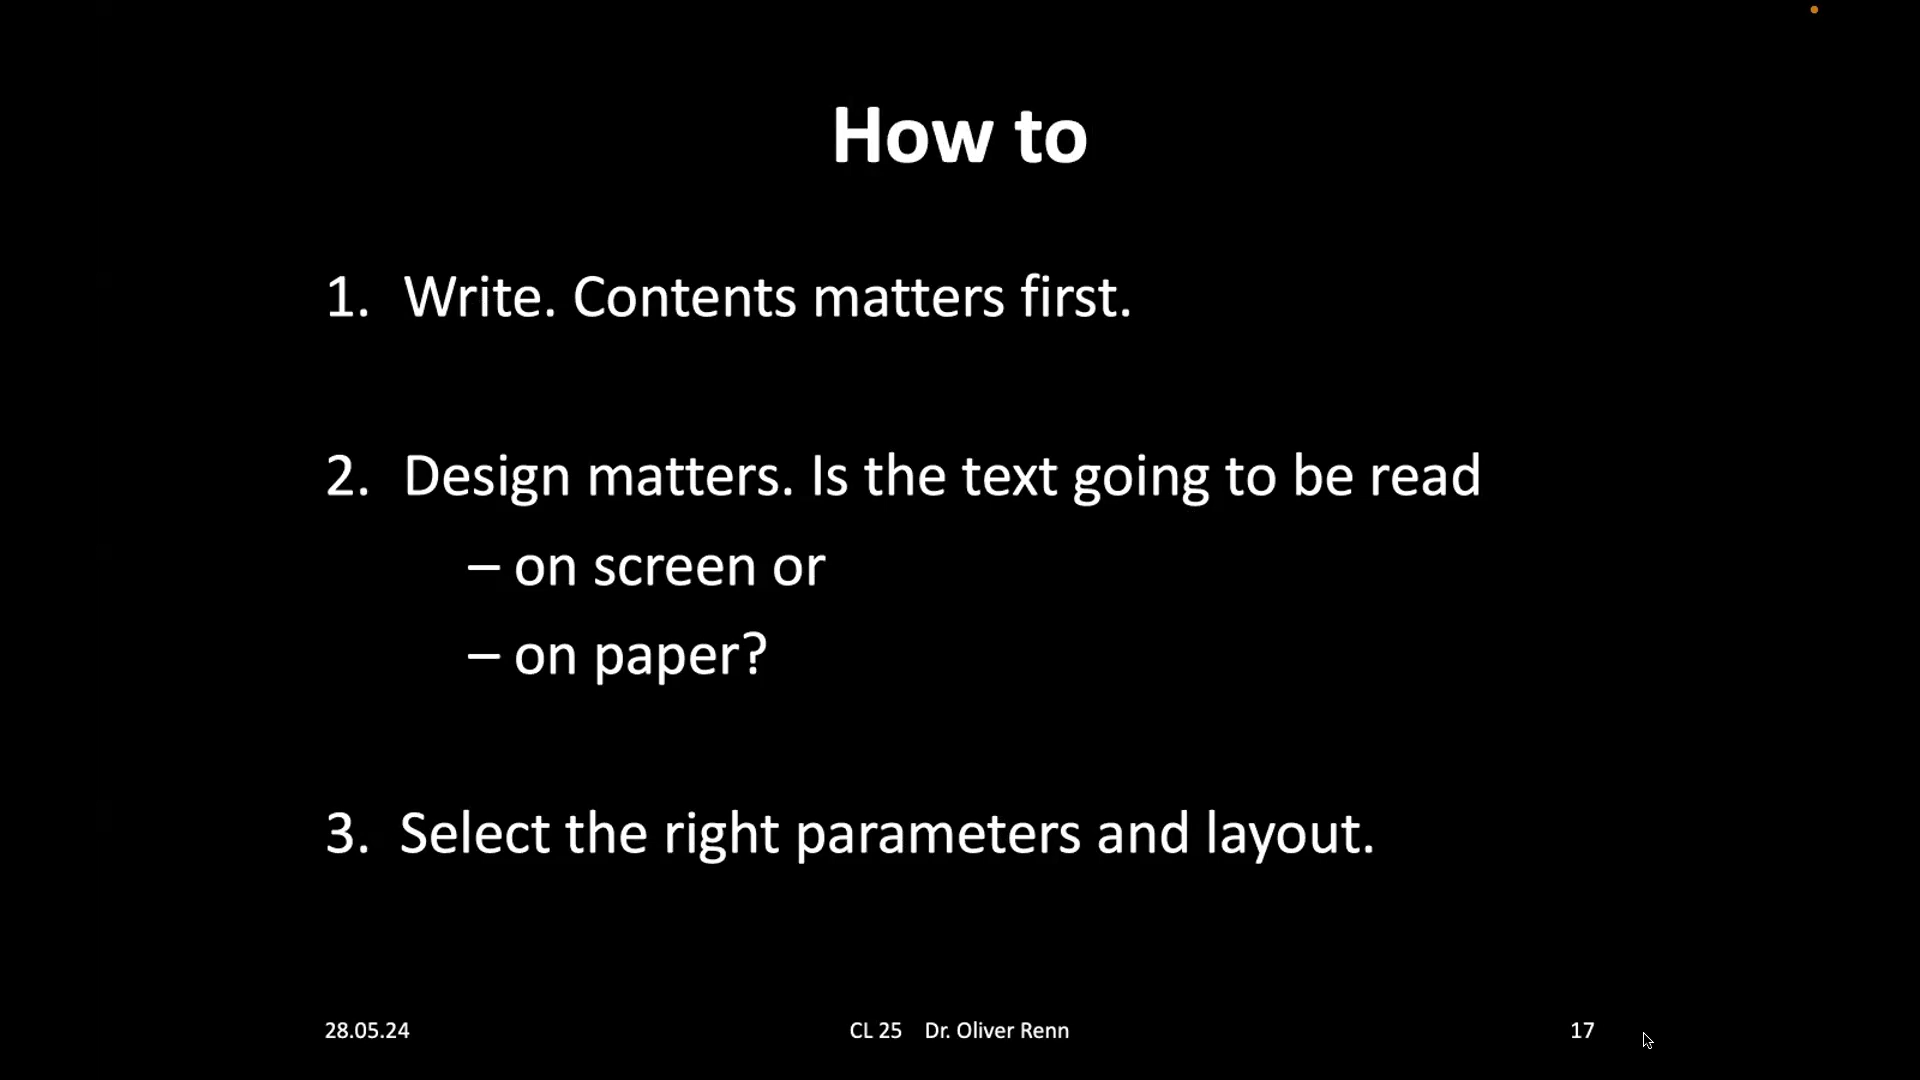 How to
1. Write. Contents matters first.
2. Design matters. Is the text going to be read
– on screen or
– on paper?
3. Select the right parameters and layout.
28.05.24
CL 25 Dr. Oliver Renn
17